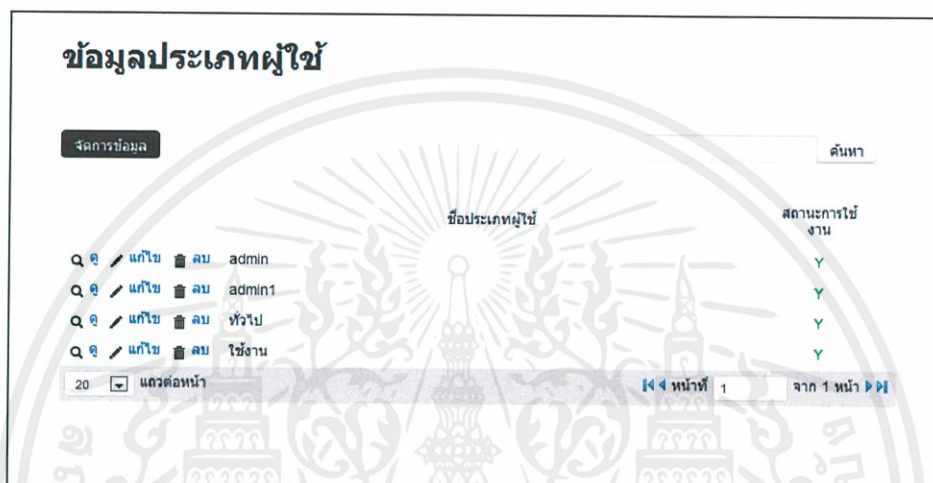 ข้อมูลประเภทผู้ใช้
จัดการข้อมูล
ค้นหา
ชื่อประเภทผู้ใช้ สถานะการใช้
งาน
ดู แก้ไข ลบ admin Y
ดู แก้ไข ลบ admin1 Y
ดู แก้ไข ลบ ทั่วไป Y
ดู แก้ไข ลบ ใช้งาน Y
20 แถวต่อหน้า หน้าที่ 1 จาก 1 หน้า